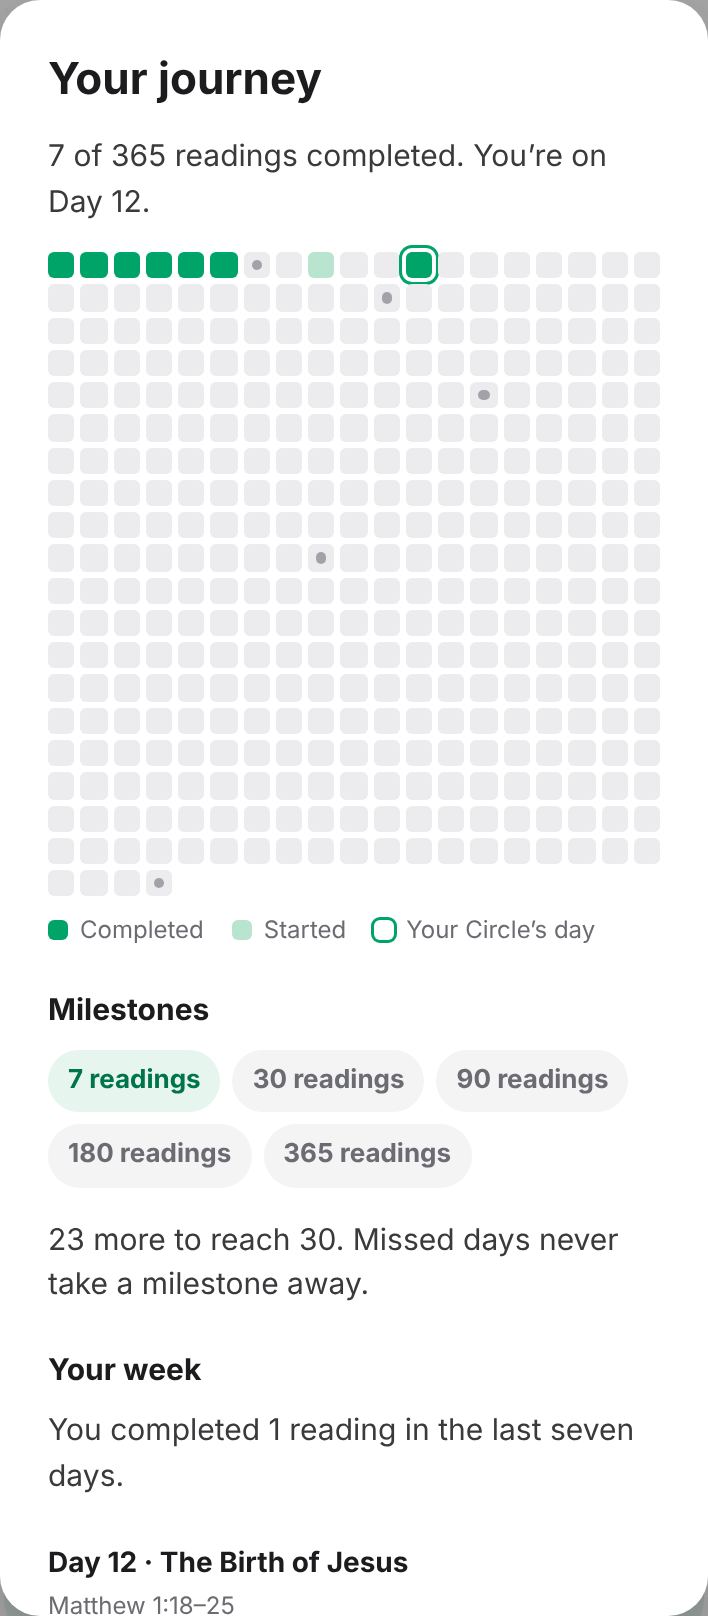 Your journey
7 of 365 readings completed. You’re on
Day 12.
Completed
Started
Your Circle’s day
Milestones
7 readings
30 readings
90 readings
180 readings
365 readings
23 more to reach 30. Missed days never
take a milestone away.
Your week
You completed 1 reading in the last seven
days.
Day 12 · The Birth of Jesus
Matthew 1:18–25